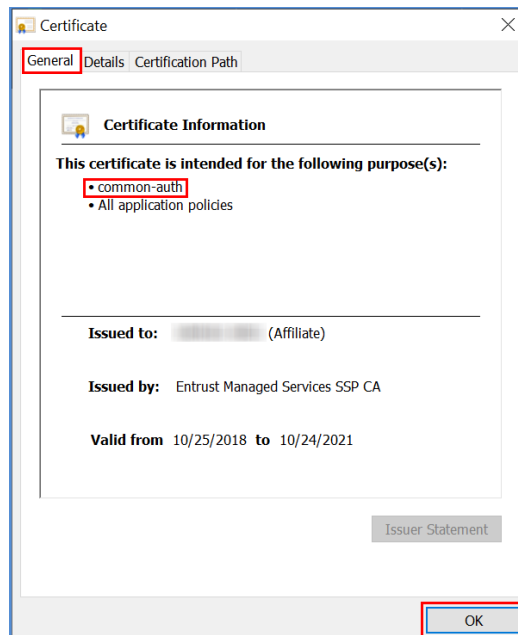 Certificate
General Details Certification Path
Certificate Information
This certificate is intended for the following purpose(s):
• common-auth
• All application policies
Issued to: (Affiliate)
Issued by: Entrust Managed Services SSP CA
Valid from 10/25/2018 to 10/24/2021
Issuer Statement
OK